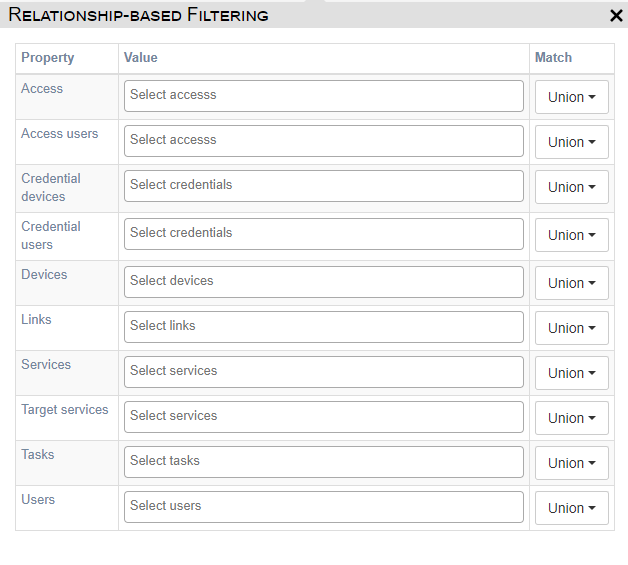 Relationship-based Filtering
Property Value Match
Access Select accesss Union
Access users Select accesss Union
Credential devices Select credentials Union
Credential users Select credentials Union
Devices Select devices Union
Links Select links Union
Services Select services Union
Target services Select services Union
Tasks Select tasks Union
Users Select users Union